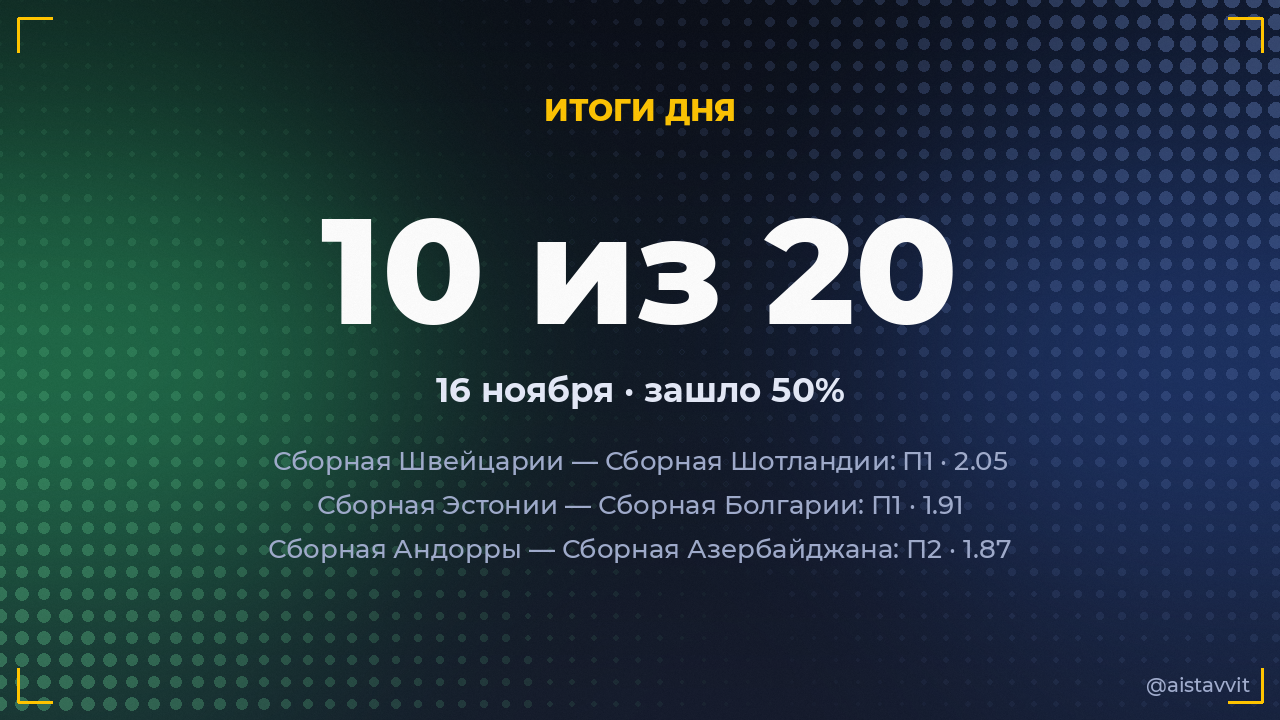 ИТОГИ ДНЯ
10 из 20
16 ноября · зашло 50%
Сборная Швейцарии — Сборная Шотландии: П1 · 2.05
Сборная Эстонии — Сборная Болгарии: П1 · 1.91
Сборная Андорры — Сборная Азербайджана: П2 · 1.87
@aistavvit